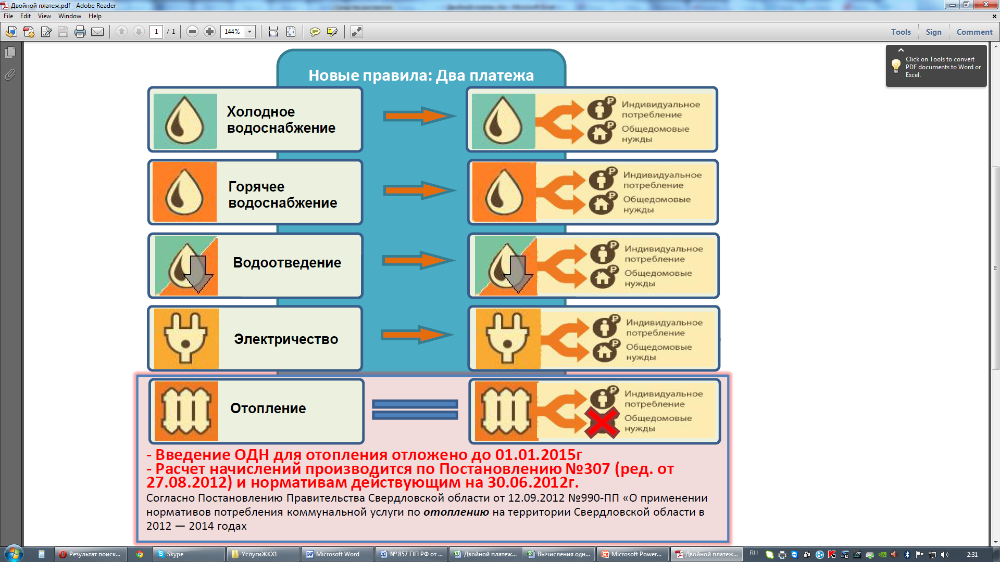 Двойной платеж.pdf - Adobe Reader
File Edit View Window Help
1 / 1 144% Tools Sign Comment
Click on Tools to convert
PDF documents to Word or
Excel.
Новые правила: Два платежа
Холодное
водоснабжение
Индивидуальное
потребление
Общедомовые
нужды
Горячее
водоснабжение
Индивидуальное
потребление
Общедомовые
нужды
Водоотведение
Индивидуальное
потребление
Общедомовые
нужды
Электричество
Индивидуальное
потребление
Общедомовые
нужды
Отопление
Индивидуальное
потребление
Общедомовые
нужды
- Введение ОДН для отопления отложено до 01.01.2015г
- Расчет начислений производится по Постановлению №307 (ред. от
27.08.2012) и нормативам действующим на 30.06.2012г.
Согласно Постановлению Правительства Свердловской области от 12.09.2012 №990-ПП «О применении
нормативов потребления коммунальной услуги по отоплению на территории Свердловской области в
2012 — 2014 годах
Результат поиск... Skype УслугиЖКХ1 Microsoft Word № 857 ПП РФ от ... Двойной платеж... Вычисления одн... Microsoft Power... Двойной платеж... RU 2:31